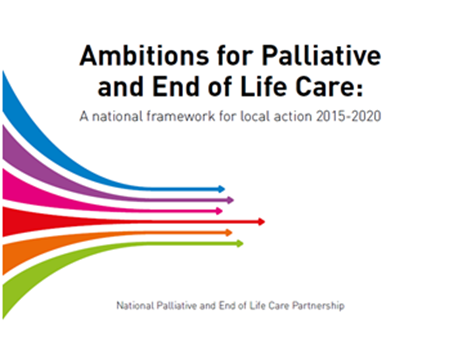 Ambitions for Palliative
and End of Life Care:
A national framework for local action 2015-2020
National Palliative and End of Life Care Partnership